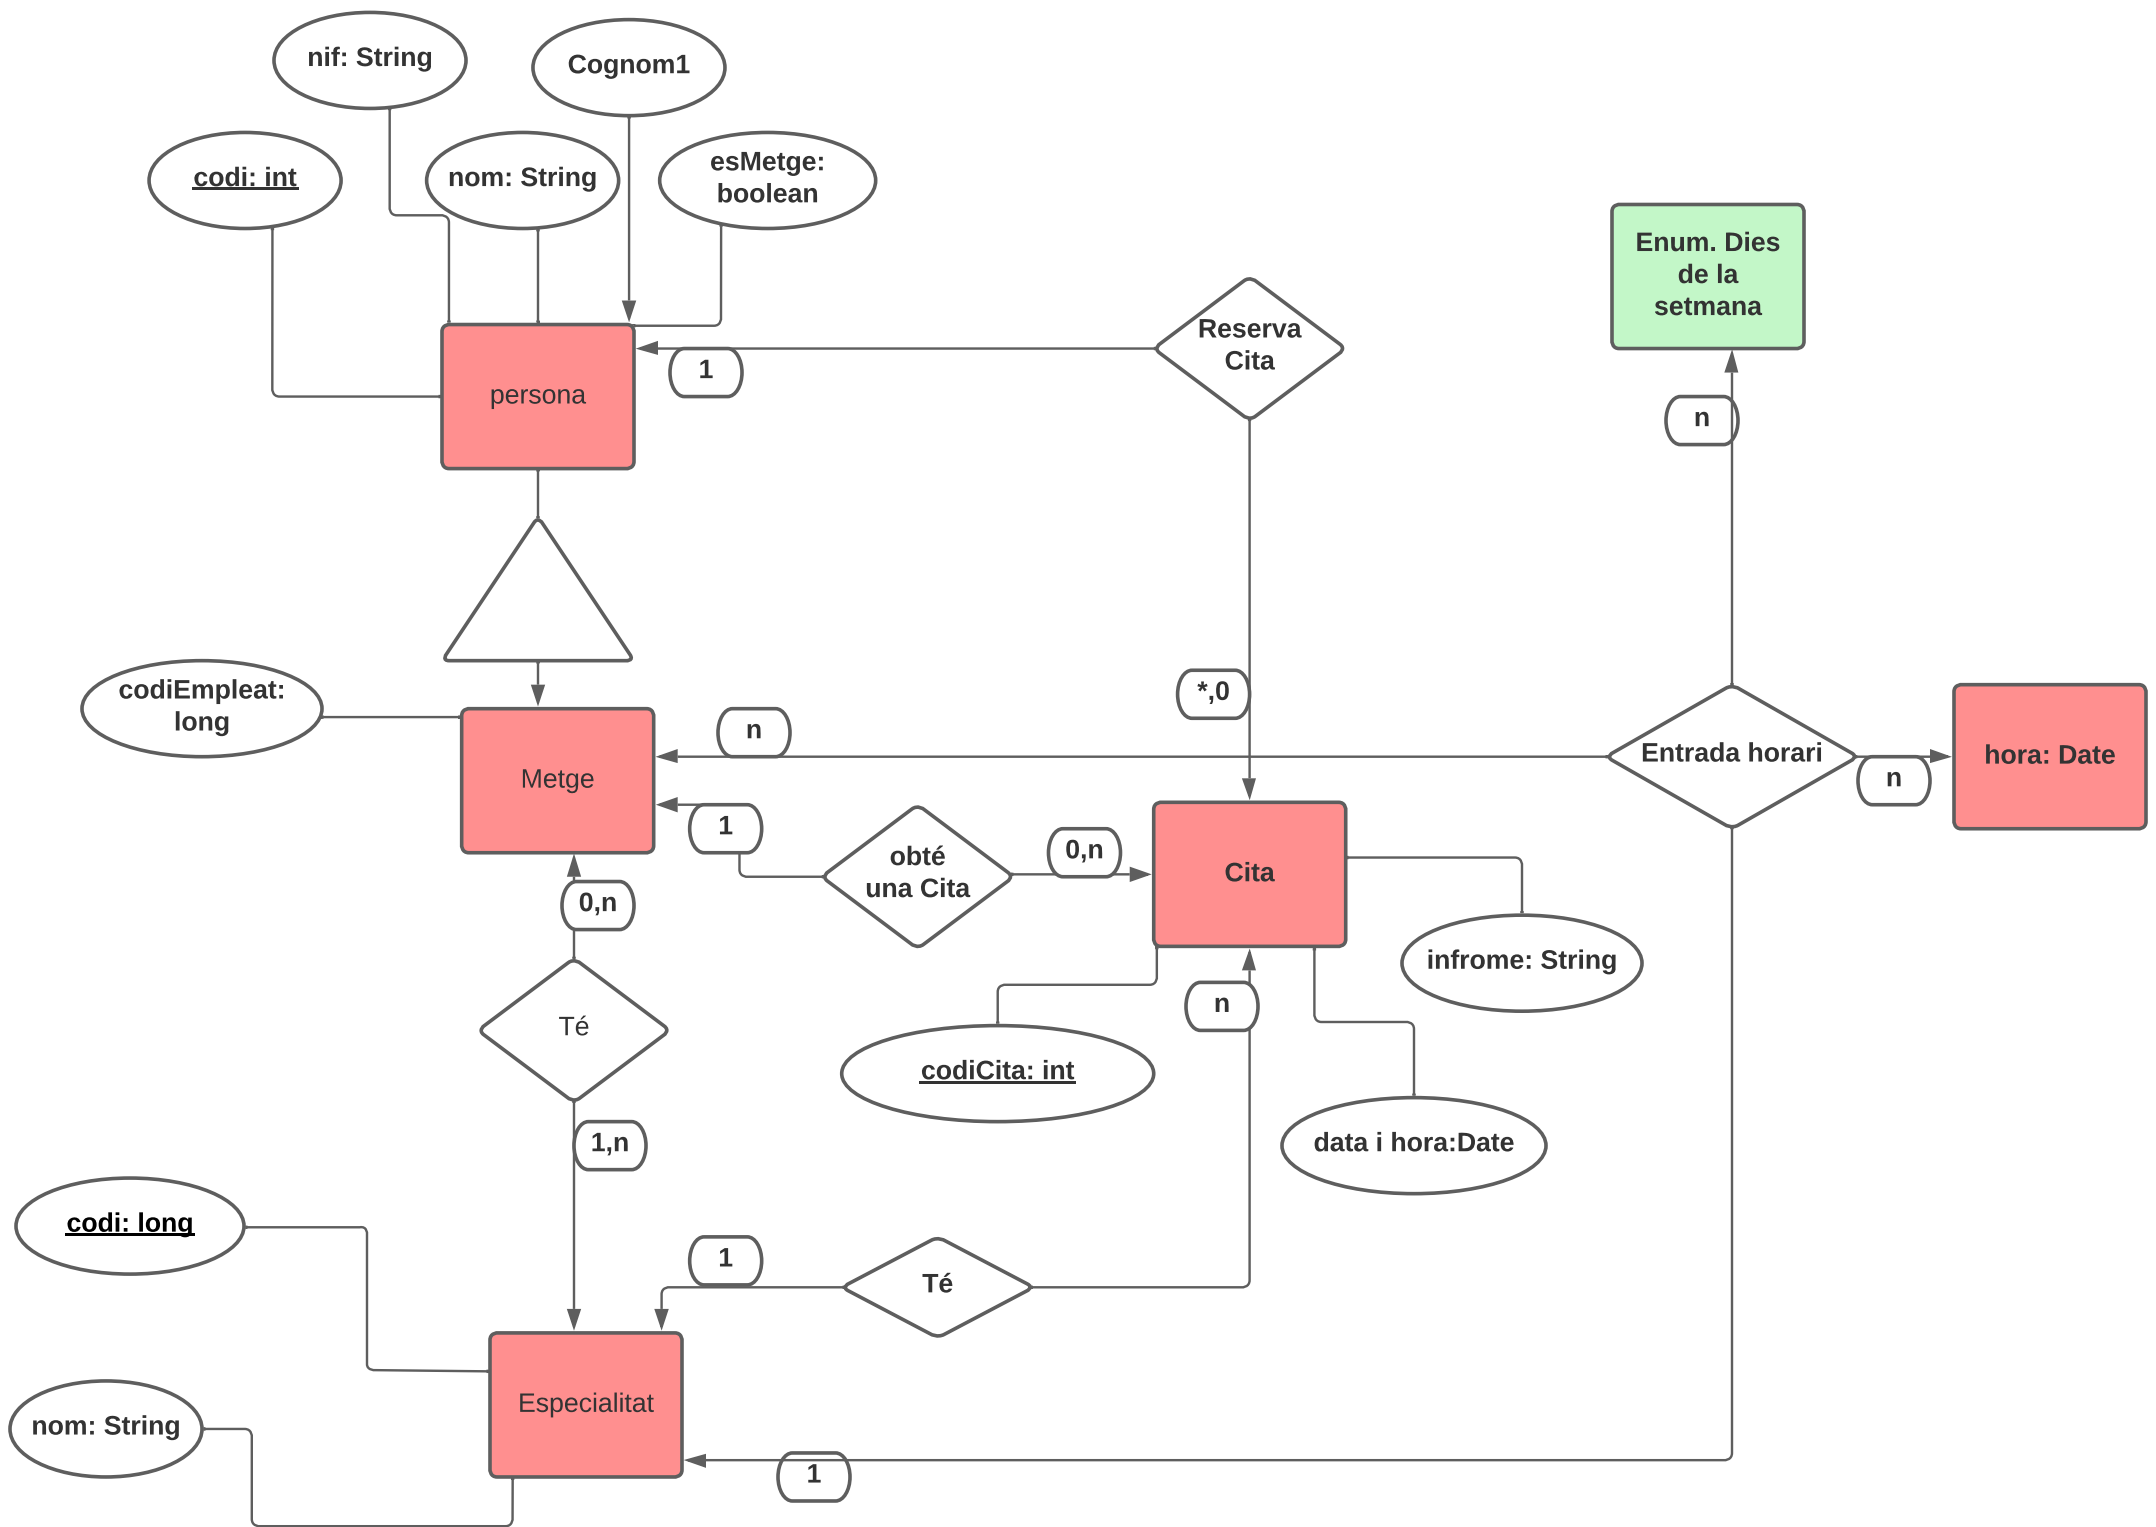 nif: String
Cognom1
codi: int
nom: String
esMetge:
boolean
Enum. Dies
de la
setmana
Reserva
Cita
1
persona
n
codiEmpleat:
long
*,0
n
Metge
Entrada horari
hora: Date
n
1
obté
una Cita
0,n
Cita
0,n
infrome: String
n
Té
codiCita: int
1,n
data i hora:Date
codi: long
1
Té
Especialitat
nom: String
1